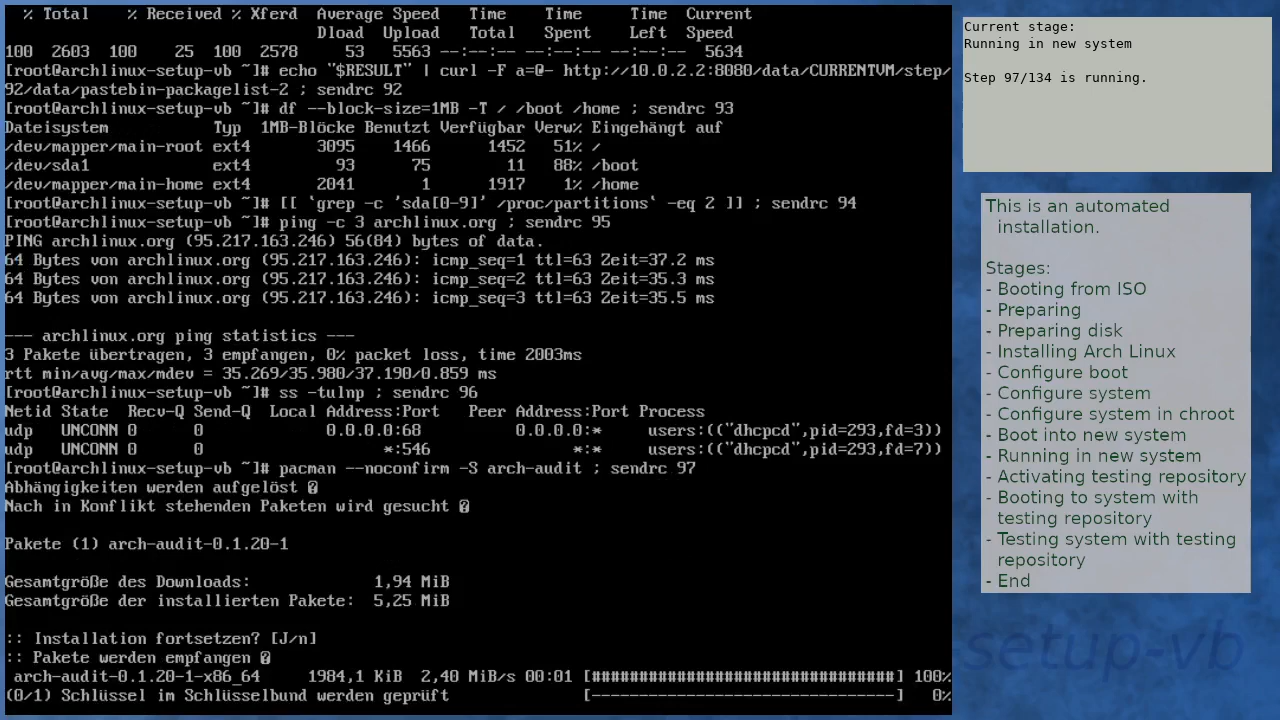 % Total    % Received % Xferd  Average Speed   Time    Time     Time  Current
                                 Dload  Upload   Total   Spent    Left  Speed
100  2603  100    25  100  2578     53   5563 --:--:-- --:--:-- --:--:--  5634
[root@archlinux-setup-vb ~]# echo "$RESULT" | curl -F a=@- http://10.0.2.2:8080/data/CURRENTVM/step/
92/data/pastebin-packagelist-2 ; sendrc 92
[root@archlinux-setup-vb ~]# df --block-size=1MB -T / /boot /home ; sendrc 93
Dateisystem           Typ  1MB-Blöcke Benutzt Verfügbar Verw% Eingehängt auf
/dev/mapper/main-root ext4       3095    1466      1452   51% /
/dev/sda1             ext4         93      75        11   88% /boot
/dev/mapper/main-home ext4       2041       1      1917    1% /home
[root@archlinux-setup-vb ~]# [[ `grep -c 'sda[0-9]' /proc/partitions` -eq 2 ]] ; sendrc 94
[root@archlinux-setup-vb ~]# ping -c 3 archlinux.org ; sendrc 95
PING archlinux.org (95.217.163.246) 56(84) bytes of data.
64 Bytes von archlinux.org (95.217.163.246): icmp_seq=1 ttl=63 Zeit=37.2 ms
64 Bytes von archlinux.org (95.217.163.246): icmp_seq=2 ttl=63 Zeit=35.3 ms
64 Bytes von archlinux.org (95.217.163.246): icmp_seq=3 ttl=63 Zeit=35.5 ms

--- archlinux.org ping statistics ---
3 Pakete übertragen, 3 empfangen, 0% packet loss, time 2003ms
rtt min/avg/max/mdev = 35.269/35.980/37.190/0.859 ms
[root@archlinux-setup-vb ~]# ss -tulnp ; sendrc 96
Netid State  Recv-Q Send-Q  Local Address:Port   Peer Address:Port Process
udp   UNCONN 0      0             0.0.0.0:68          0.0.0.0:*     users:(("dhcpcd",pid=293,fd=3))
udp   UNCONN 0      0                   *:546               *:*     users:(("dhcpcd",pid=293,fd=7))
[root@archlinux-setup-vb ~]# pacman --noconfirm -S arch-audit ; sendrc 97
Abhängigkeiten werden aufgelöst �
Nach in Konflikt stehenden Paketen wird gesucht �

Pakete (1) arch-audit-0.1.20-1

Gesamtgröße des Downloads:             1,94 MiB
Gesamtgröße der installierten Pakete:  5,25 MiB

:: Installation fortsetzen? [J/n]
:: Pakete werden empfangen �
 arch-audit-0.1.20-1-x86_64     1984,1 KiB  2,40 MiB/s 00:01 [################################] 100%
(0/1) Schlüssel im Schlüsselbund werden geprüft              [--------------------------------]   0%
Current stage:
Running in new system

Step 97/134 is running.
This is an automated
installation.

Stages:
- Booting from ISO
- Preparing
- Preparing disk
- Installing Arch Linux
- Configure boot
- Configure system
- Configure system in chroot
- Boot into new system
- Running in new system
- Activating testing repository
- Booting to system with
testing repository
- Testing system with testing
repository
- End
setup-vb